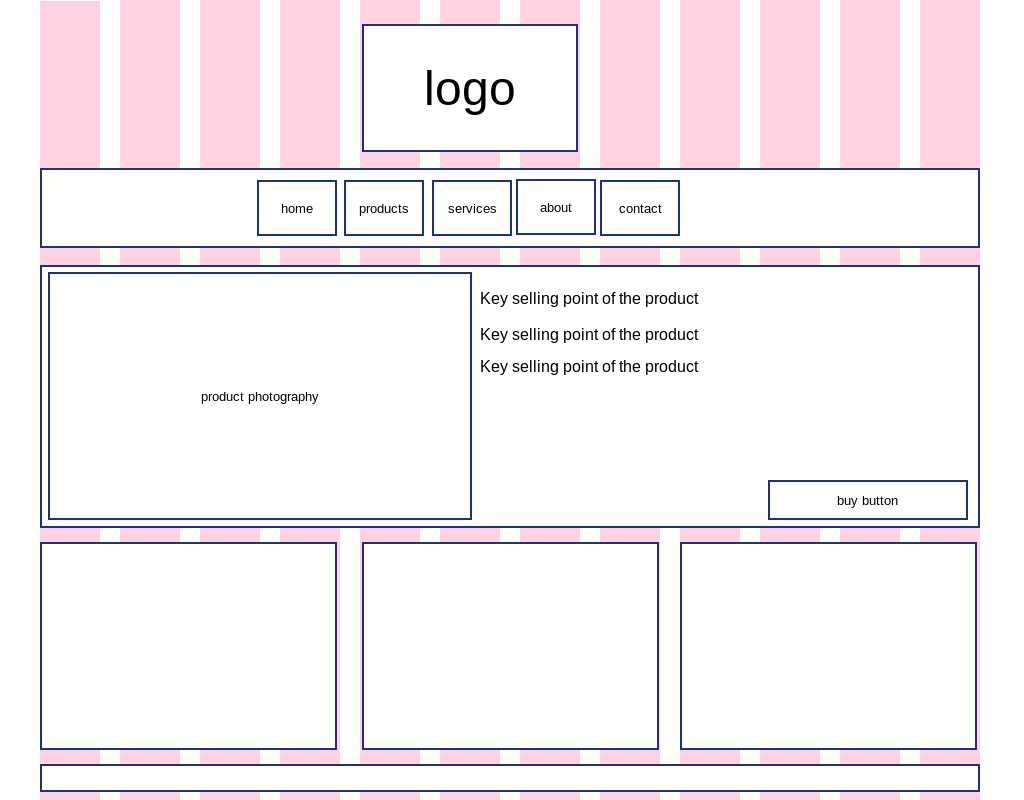 logo
home
products
services
about
contact
Key selling point of the product
Key selling point of the product
Key selling point of the product
product photography
buy button